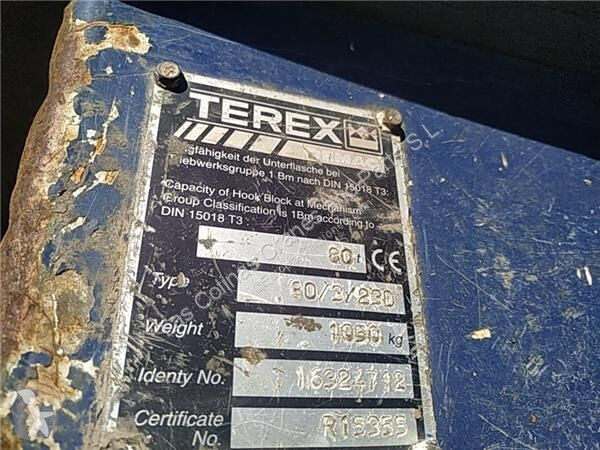 TEREX
gfähigkeit der Unterflasche bei
iebwerksgruppe 1 Bm nach DIN 15018 T3:
Capacity of Hook Block at Mechanism
Group Classification is 1Bm according to
DIN 15018 T3
80 t CE
Type 80/3/23D
Weight 1050 kg
Identy No. 16324712
Certificate
No. R15355